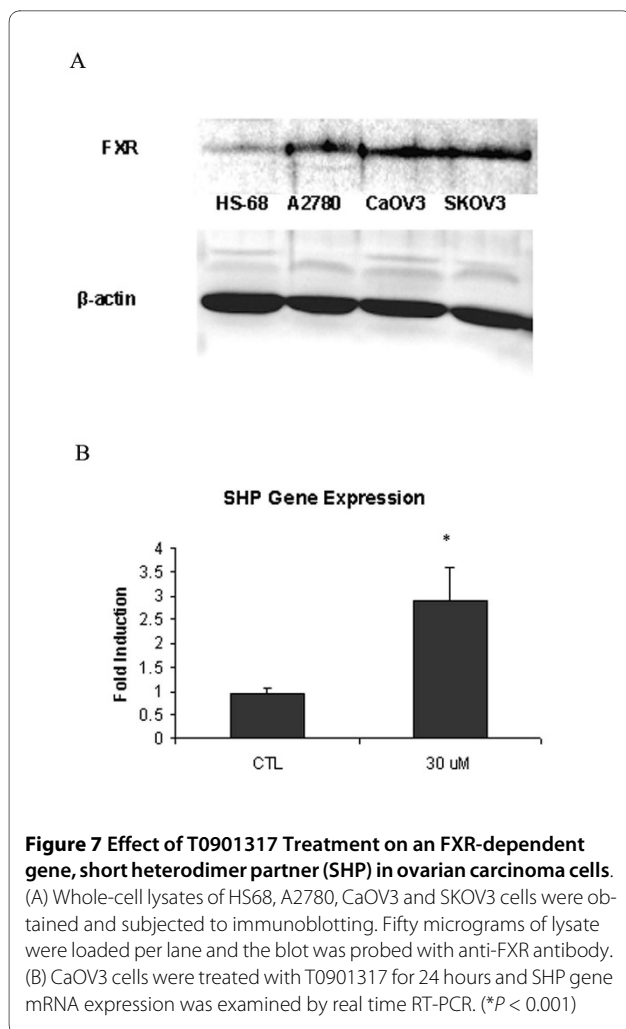 A
FXR
HS-68 A2780 CaOV3 SKOV3
β-actin
B
SHP Gene Expression
Fold Induction
4
3.5
3
2.5
2
1.5
1
0.5
0
*
CTL
30 uM
Figure 7 Effect of T0901317 Treatment on an FXR-dependent
gene, short heterodimer partner (SHP) in ovarian carcinoma cells.
(A) Whole-cell lysates of HS68, A2780, CaOV3 and SKOV3 cells were ob-
tained and subjected to immunoblotting. Fifty micrograms of lysate
were loaded per lane and the blot was probed with anti-FXR antibody.
(B) CaOV3 cells were treated with T0901317 for 24 hours and SHP gene
mRNA expression was examined by real time RT-PCR. (*P < 0.001)